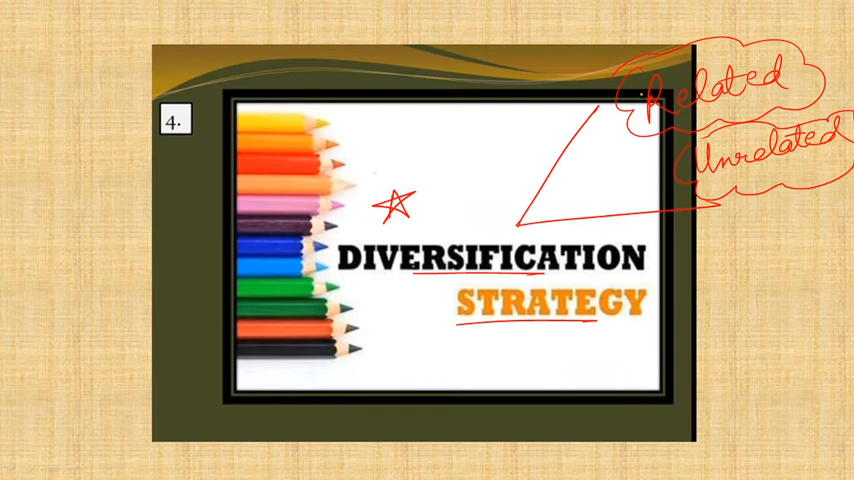 4.
Related
Unrelated
DIVERSIFICATION
STRATEGY